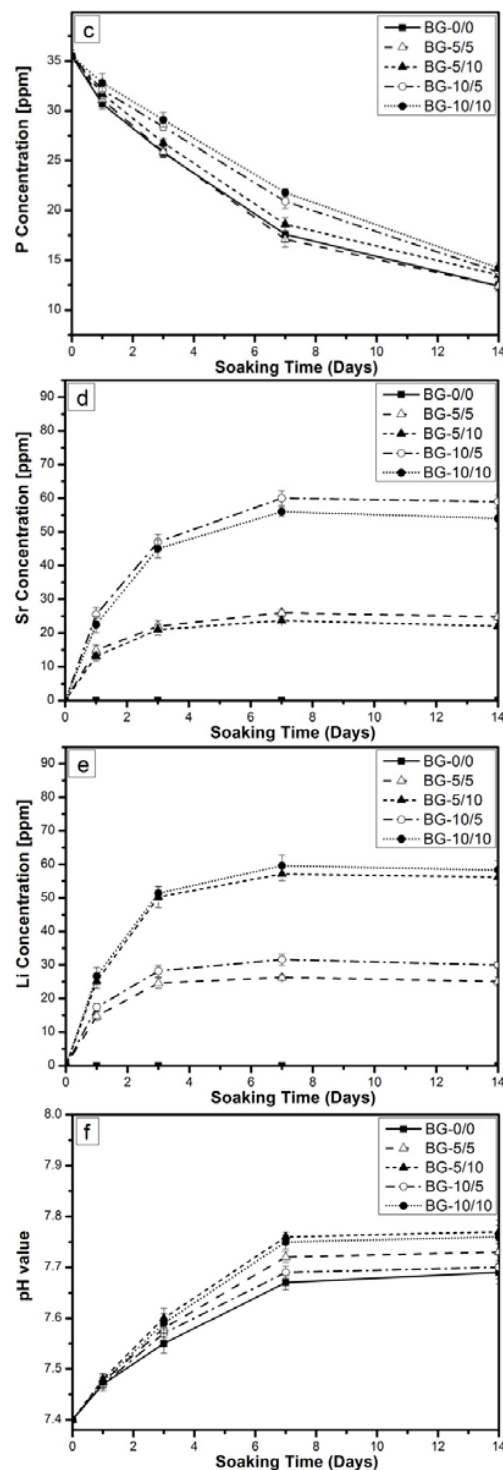 c
BG-0/0
BG-5/5
BG-5/10
BG-10/5
BG-10/10
P Concentration [ppm]
35
30
25
20
15
10
0 2 4 6 8 10 12 14
Soaking Time (Days)
d
BG-0/0
BG-5/5
BG-5/10
BG-10/5
BG-10/10
Sr Concentration [ppm]
90
80
70
60
50
40
30
20
10
0
0 2 4 6 8 10 12 14
Soaking Time (Days)
e
BG-0/0
BG-5/5
BG-5/10
BG-10/5
BG-10/10
Li Concentration [ppm]
90
80
70
60
50
40
30
20
10
0
0 2 4 6 8 10 12 14
Soaking Time (Days)
f
BG-0/0
BG-5/5
BG-5/10
BG-10/5
BG-10/10
pH value
8.0
7.9
7.8
7.7
7.6
7.5
7.4
0 2 4 6 8 10 12 14
Soaking Time (Days)